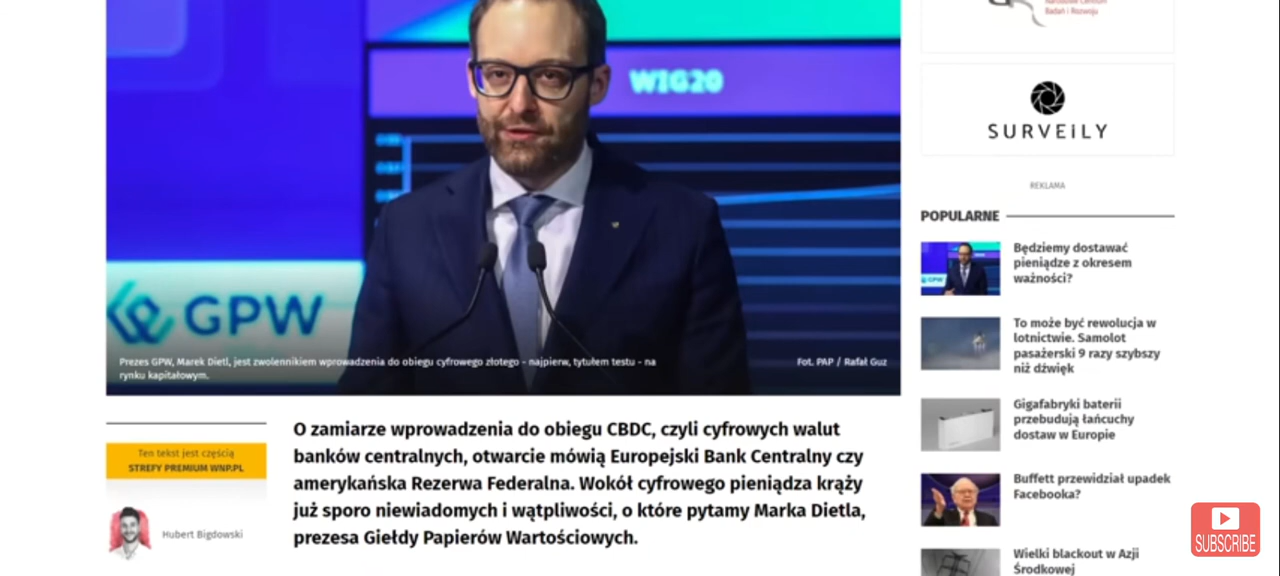 Narodowe Centrum
Badań i Rozwoju
WIG20
SURVEILY
REKLAMA
POPULARNE
Będziemy dostawać
pieniądze z okresem
ważności?
To może być rewolucja w
lotnictwie. Samolot
pasażerski 9 razy szybszy
niż dźwięk
Gigafabryki baterii
przebudują łańcuchy
dostaw w Europie
Buffett przewidział upadek
Facebooka?
Wielki blackout w Azji
Środkowej
GPW
Prezes GPW, Marek Dietl, jest zwolennikiem wprowadzenia do obiegu cyfrowego złotego - najpierw, tytułem testu - na
rynku kapitałowym.
Fot. PAP / Rafał Guz
Ten tekst jest częścią
STREFY PREMIUM WNP.PL
Hubert Bigdowski
O zamiarze wprowadzenia do obiegu CBDC, czyli cyfrowych walut
banków centralnych, otwarcie mówią Europejski Bank Centralny czy
amerykańska Rezerwa Federalna. Wokół cyfrowego pieniądza krąży
już sporo niewiadomych i wątpliwości, o które pytamy Marka Dietla,
prezesa Giełdy Papierów Wartościowych.
SUBSCRIBE